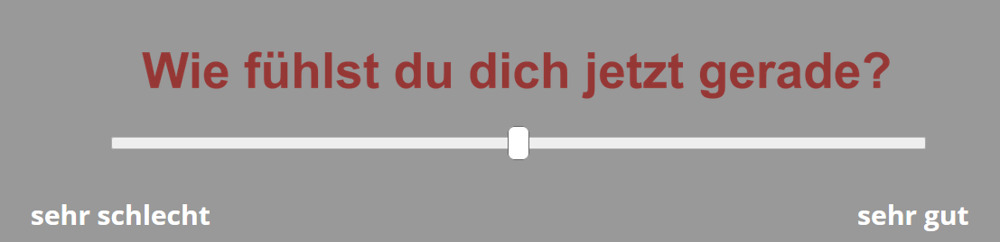 Wie fühlst du dich jetzt gerade?
sehr schlecht
sehr gut